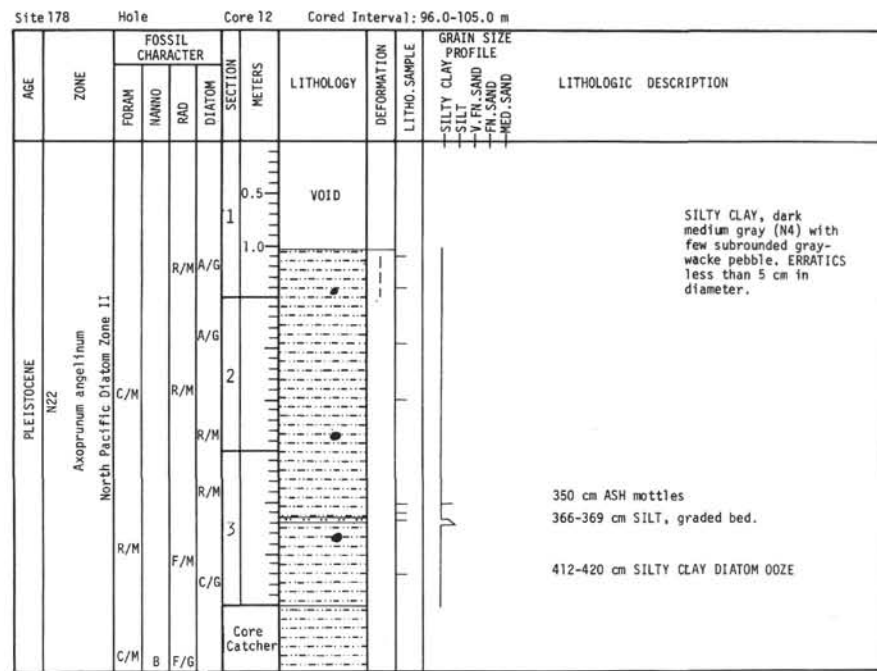 Site 178 Hole Core 12 Cored Interval: 96.0-105.0 m
AGE
ZONE
FOSSIL
CHARACTER
FORAM
NANNO
RAD
DIATOM
SECTION
METERS
LITHOLOGY
DEFORMATION
LITHO.SAMPLE
GRAIN SIZE
PROFILE
SILTY CLAY
SILT
V.FN.SAND
FN.SAND
MED.SAND
LITHOLOGIC DESCRIPTION
PLEISTOCENE
N22
Axoprunum angelinum
North Pacific Diatom Zone II
0.5
VOID
1
1.0
SILTY CLAY, dark
medium gray (N4) with
few subrounded gray-
wacke pebble. ERRATICS
less than 5 cm in
diameter.
R/M A/G
A/G
2
C/M R/M
R/M
R/M
350 cm ASH mottles
366-369 cm SILT, graded bed.
3
R/M
F/M
412-420 cm SILTY CLAY DIATOM OOZE
C/G
Core
Catcher
C/M B F/G